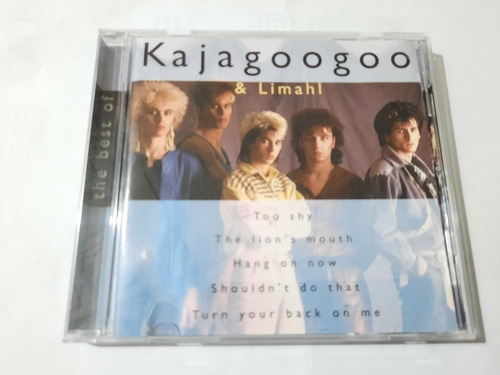 Kajagoogoo
& Limahl
the best of
Too shy
The lion's mouth
Hang on now
Shouldn't do that
Turn your back on me